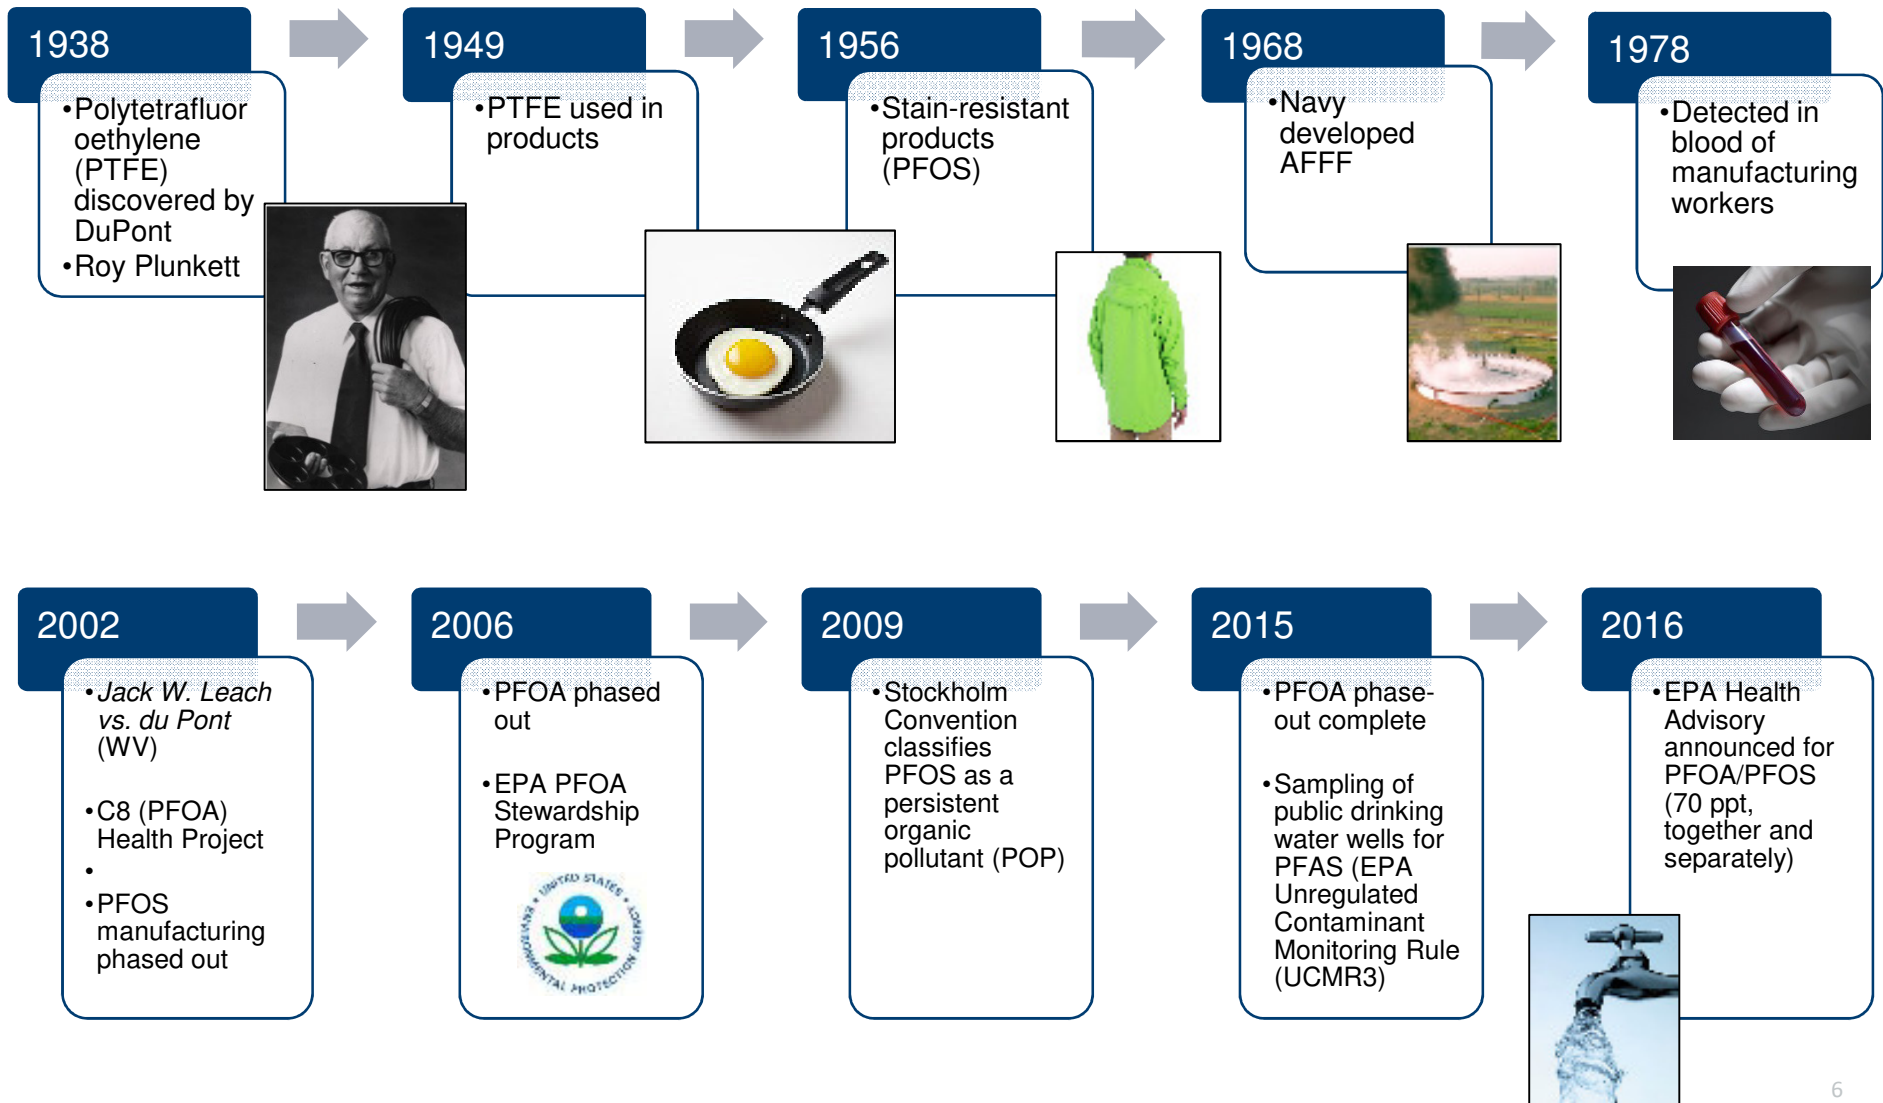 1938
•Polytetrafluor
oethylene
(PTFE)
discovered by
DuPont
•Roy Plunkett
1949
•PTFE used in
products
1956
•Stain-resistant
products
(PFOS)
1968
•Navy
developed
AFFF
1978
•Detected in
blood of
manufacturing
workers
2002
•Jack W. Leach
vs. du Pont
(WV)
•C8 (PFOA)
Health Project
•
•PFOS
manufacturing
phased out
2006
•PFOA phased
out
•EPA PFOA
Stewardship
Program
UNITED STATES
ENVIRONMENTAL PROTECTION AGENCY
2009
•Stockholm
Convention
classifies
PFOS as a
persistent
organic
pollutant (POP)
2015
•PFOA phase-
out complete
•Sampling of
public drinking
water wells for
PFAS (EPA
Unregulated
Contaminant
Monitoring Rule
(UCMR3)
2016
•EPA Health
Advisory
announced for
PFOA/PFOS
(70 ppt,
together and
separately)
6